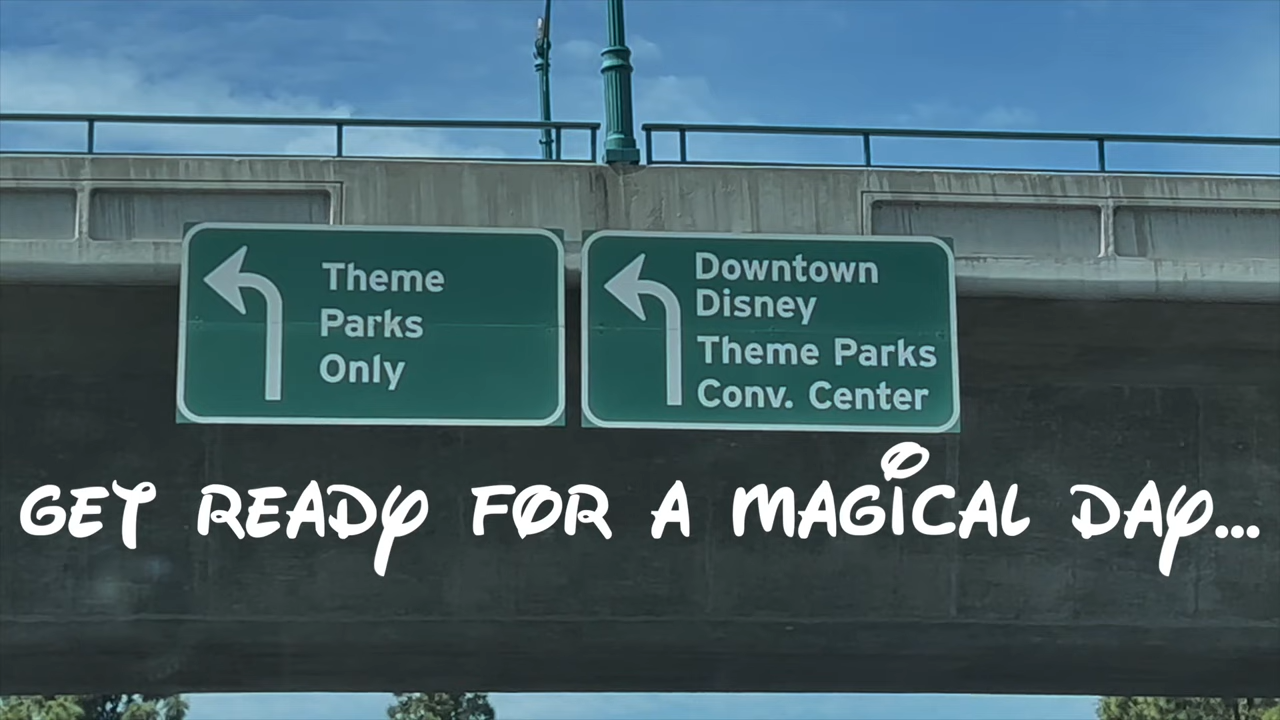 Theme
Parks
Only
Downtown
Disney
Theme Parks
Conv. Center
GET READY FOR A MAGICAL DAY...